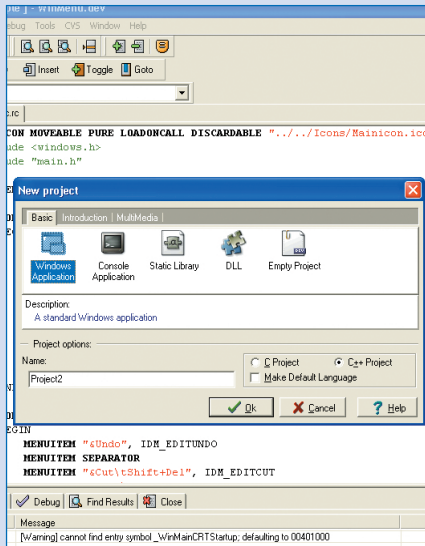 ] - WinMenu.dev
ebug Tools CVS Window Help
Insert Toggle Goto
c.rc
CON MOVEABLE PURE LOADONCALL DISCARDABLE "../../Icons/Mainicon.ico
ude <windows.h>
ude "main.h"
New project
Basic Introduction MultiMedia
Windows Application
Console Application
Static Library
DLL
Empty Project
Description:
A standard Windows application
Project options:
Name:
Project2
C Project C++ Project
Make Default Language
Ok Cancel Help
EGIN
MENUITEM "&Undo", IDM_EDITUNDO
MENUITEM SEPARATOR
MENUITEM "&Cut\tShift+Del", IDM_EDITCUT
Debug Find Results Close
Message
[Warning] cannot find entry symbol _WinMainCRTStartup; defaulting to 00401000